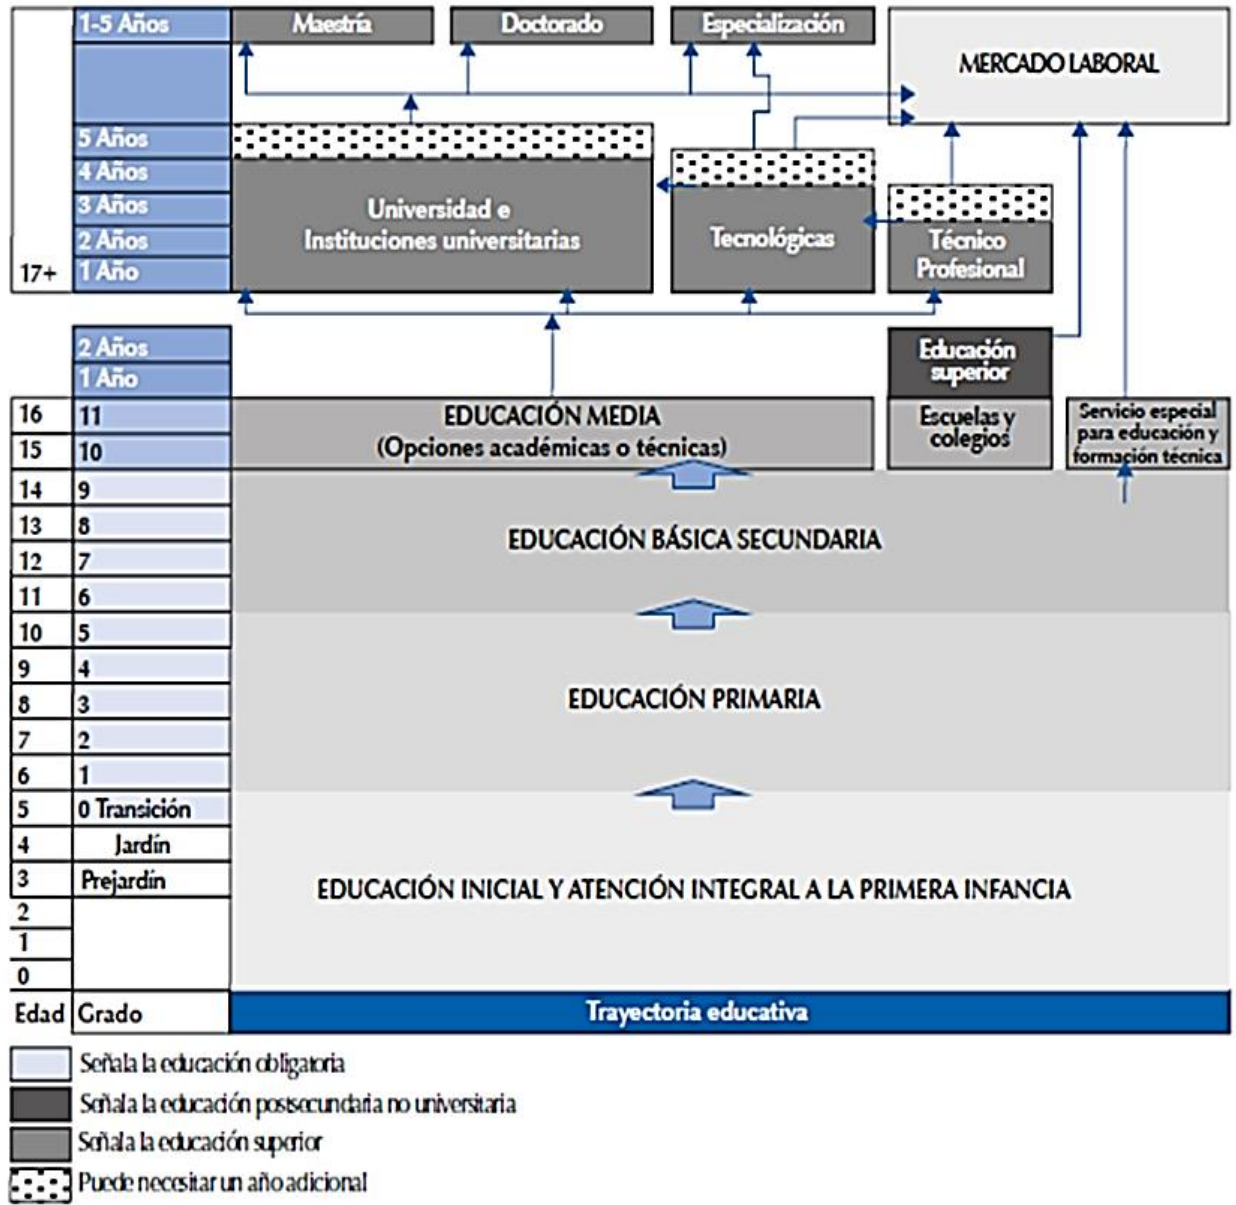 1-5 Años
Maestría
Doctorado
Especialización
MERCADO LABORAL
5 Años
4 Años
3 Años
2 Años
17+
1 Año
Universidad e
Instituciones universitarias
Tecnológicas
Técnico
Profesional
2 Años
1 Año
Educación
superior
16
11
15
10
EDUCACIÓN MEDIA
(Opciones académicas o técnicas)
Escuelas y
colegios
Servicio especial
para educación y
formación técnica
14
9
13
8
12
7
11
6
EDUCACIÓN BÁSICA SECUNDARIA
10
5
9
4
8
3
7
2
6
1
EDUCACIÓN PRIMARIA
5
0 Transición
4
Jardín
3
Prejardín
2
1
0
EDUCACIÓN INICIAL Y ATENCIÓN INTEGRAL A LA PRIMERA INFANCIA
Edad
Grado
Trayectoria educativa
Señala la educación obligatoria
Señala la educación postsecundaria no universitaria
Señala la educación superior
Puede necesitar un año adicional